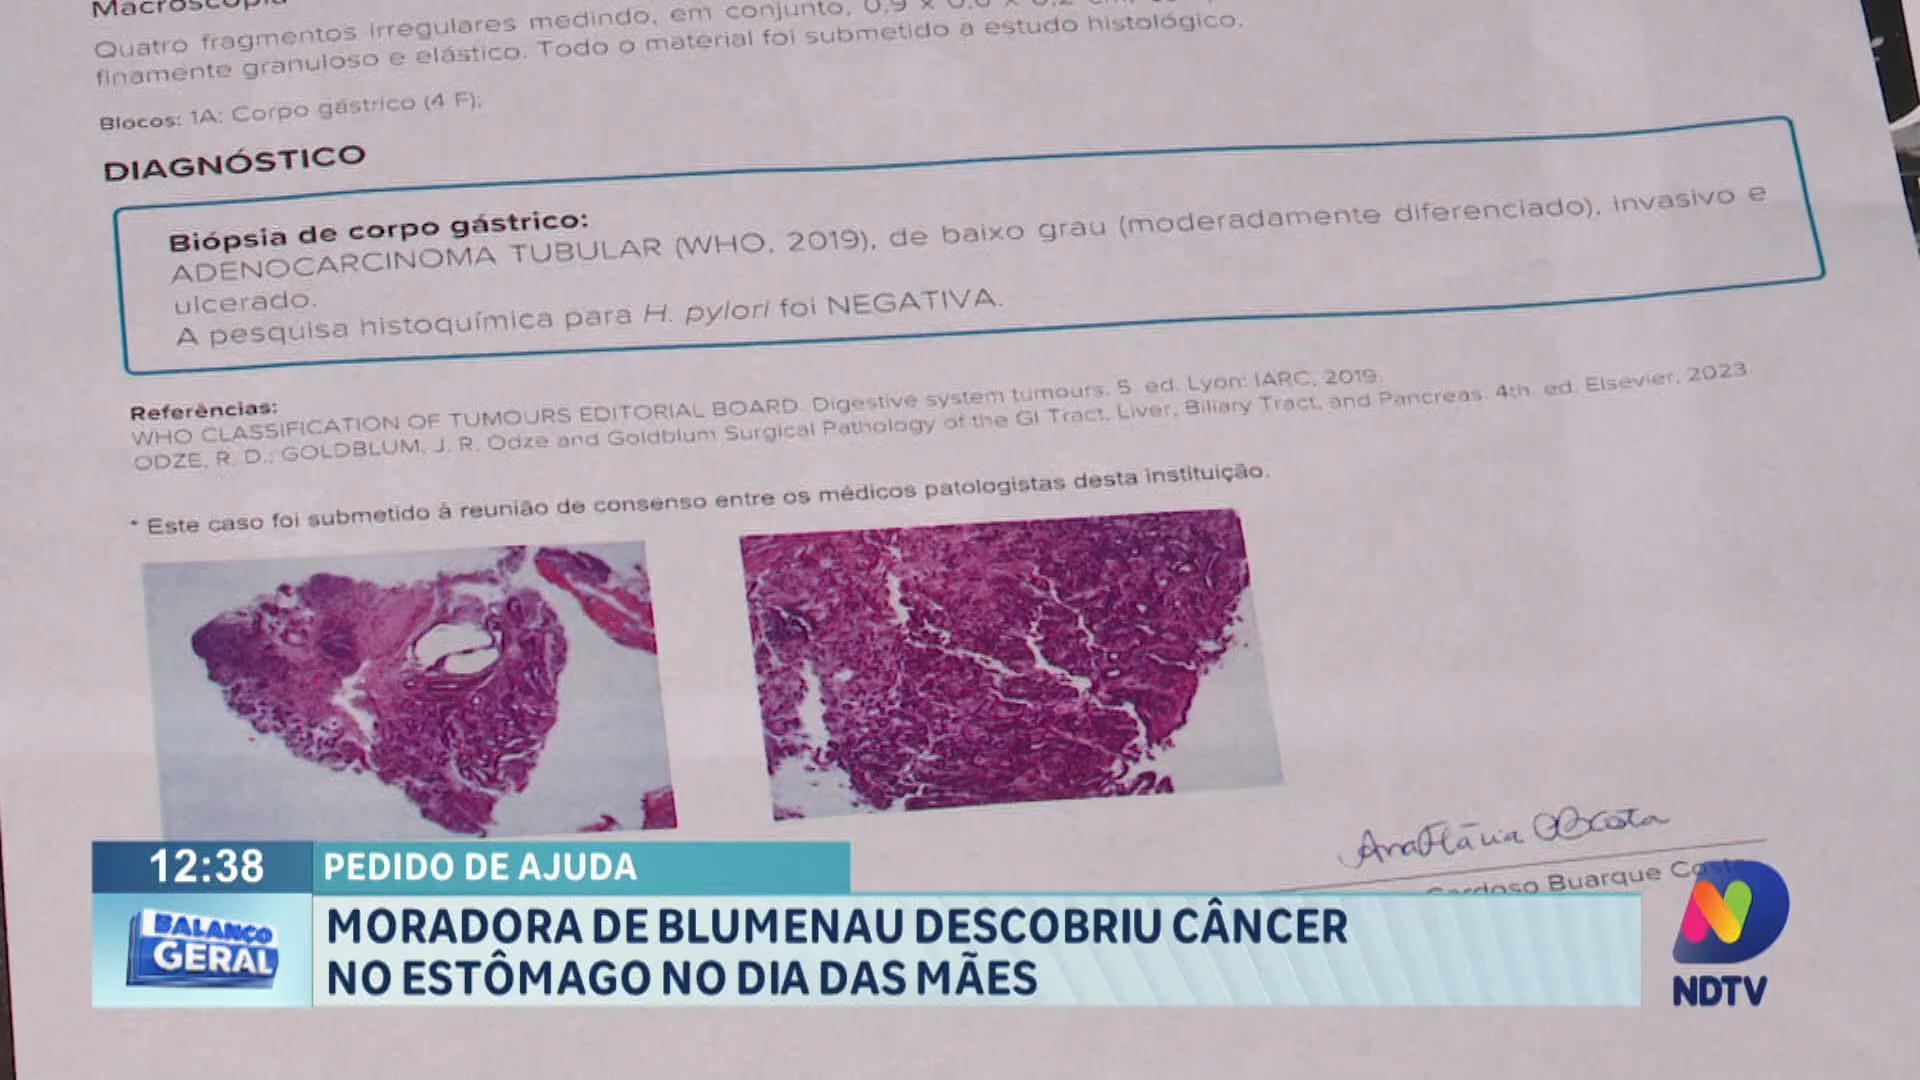 Macroscopia
Quatro fragmentos irregulares medindo, em conjunto, 0,9 x
finamente granuloso e elástico. Todo o material foi submetido a estudo histológico.
Blocos: 1A: Corpo gástrico (4 F);
DIAGNÓSTICO
Biópsia de corpo gástrico:
ADENOCARCINOMA TUBULAR (WHO, 2019), de baixo grau (moderadamente diferenciado), invasivo e
ulcerado.
A pesquisa histoquímica para H. pylori foi NEGATIVA.
Referências:
WHO CLASSIFICATION OF TUMOURS EDITORIAL BOARD. Digestive system tumours. 5. ed. Lyon: IARC, 2019.
ODZE, R. D.; GOLDBLUM, J. R. Odze and Goldblum Surgical Pathology of the GI Tract, Liver, Biliary Tract, and Pancreas. 4th. ed. Elsevier, 2023
* Este caso foi submetido à reunião de consenso entre os médicos patologistas desta instituição.
Buarque
12:38 PEDIDO DE AJUDA
BALANÇO
GERAL
MORADORA DE BLUMENAU DESCOBRIU CÂNCER
NO ESTÔMAGO NO DIA DAS MÃES
NDTV